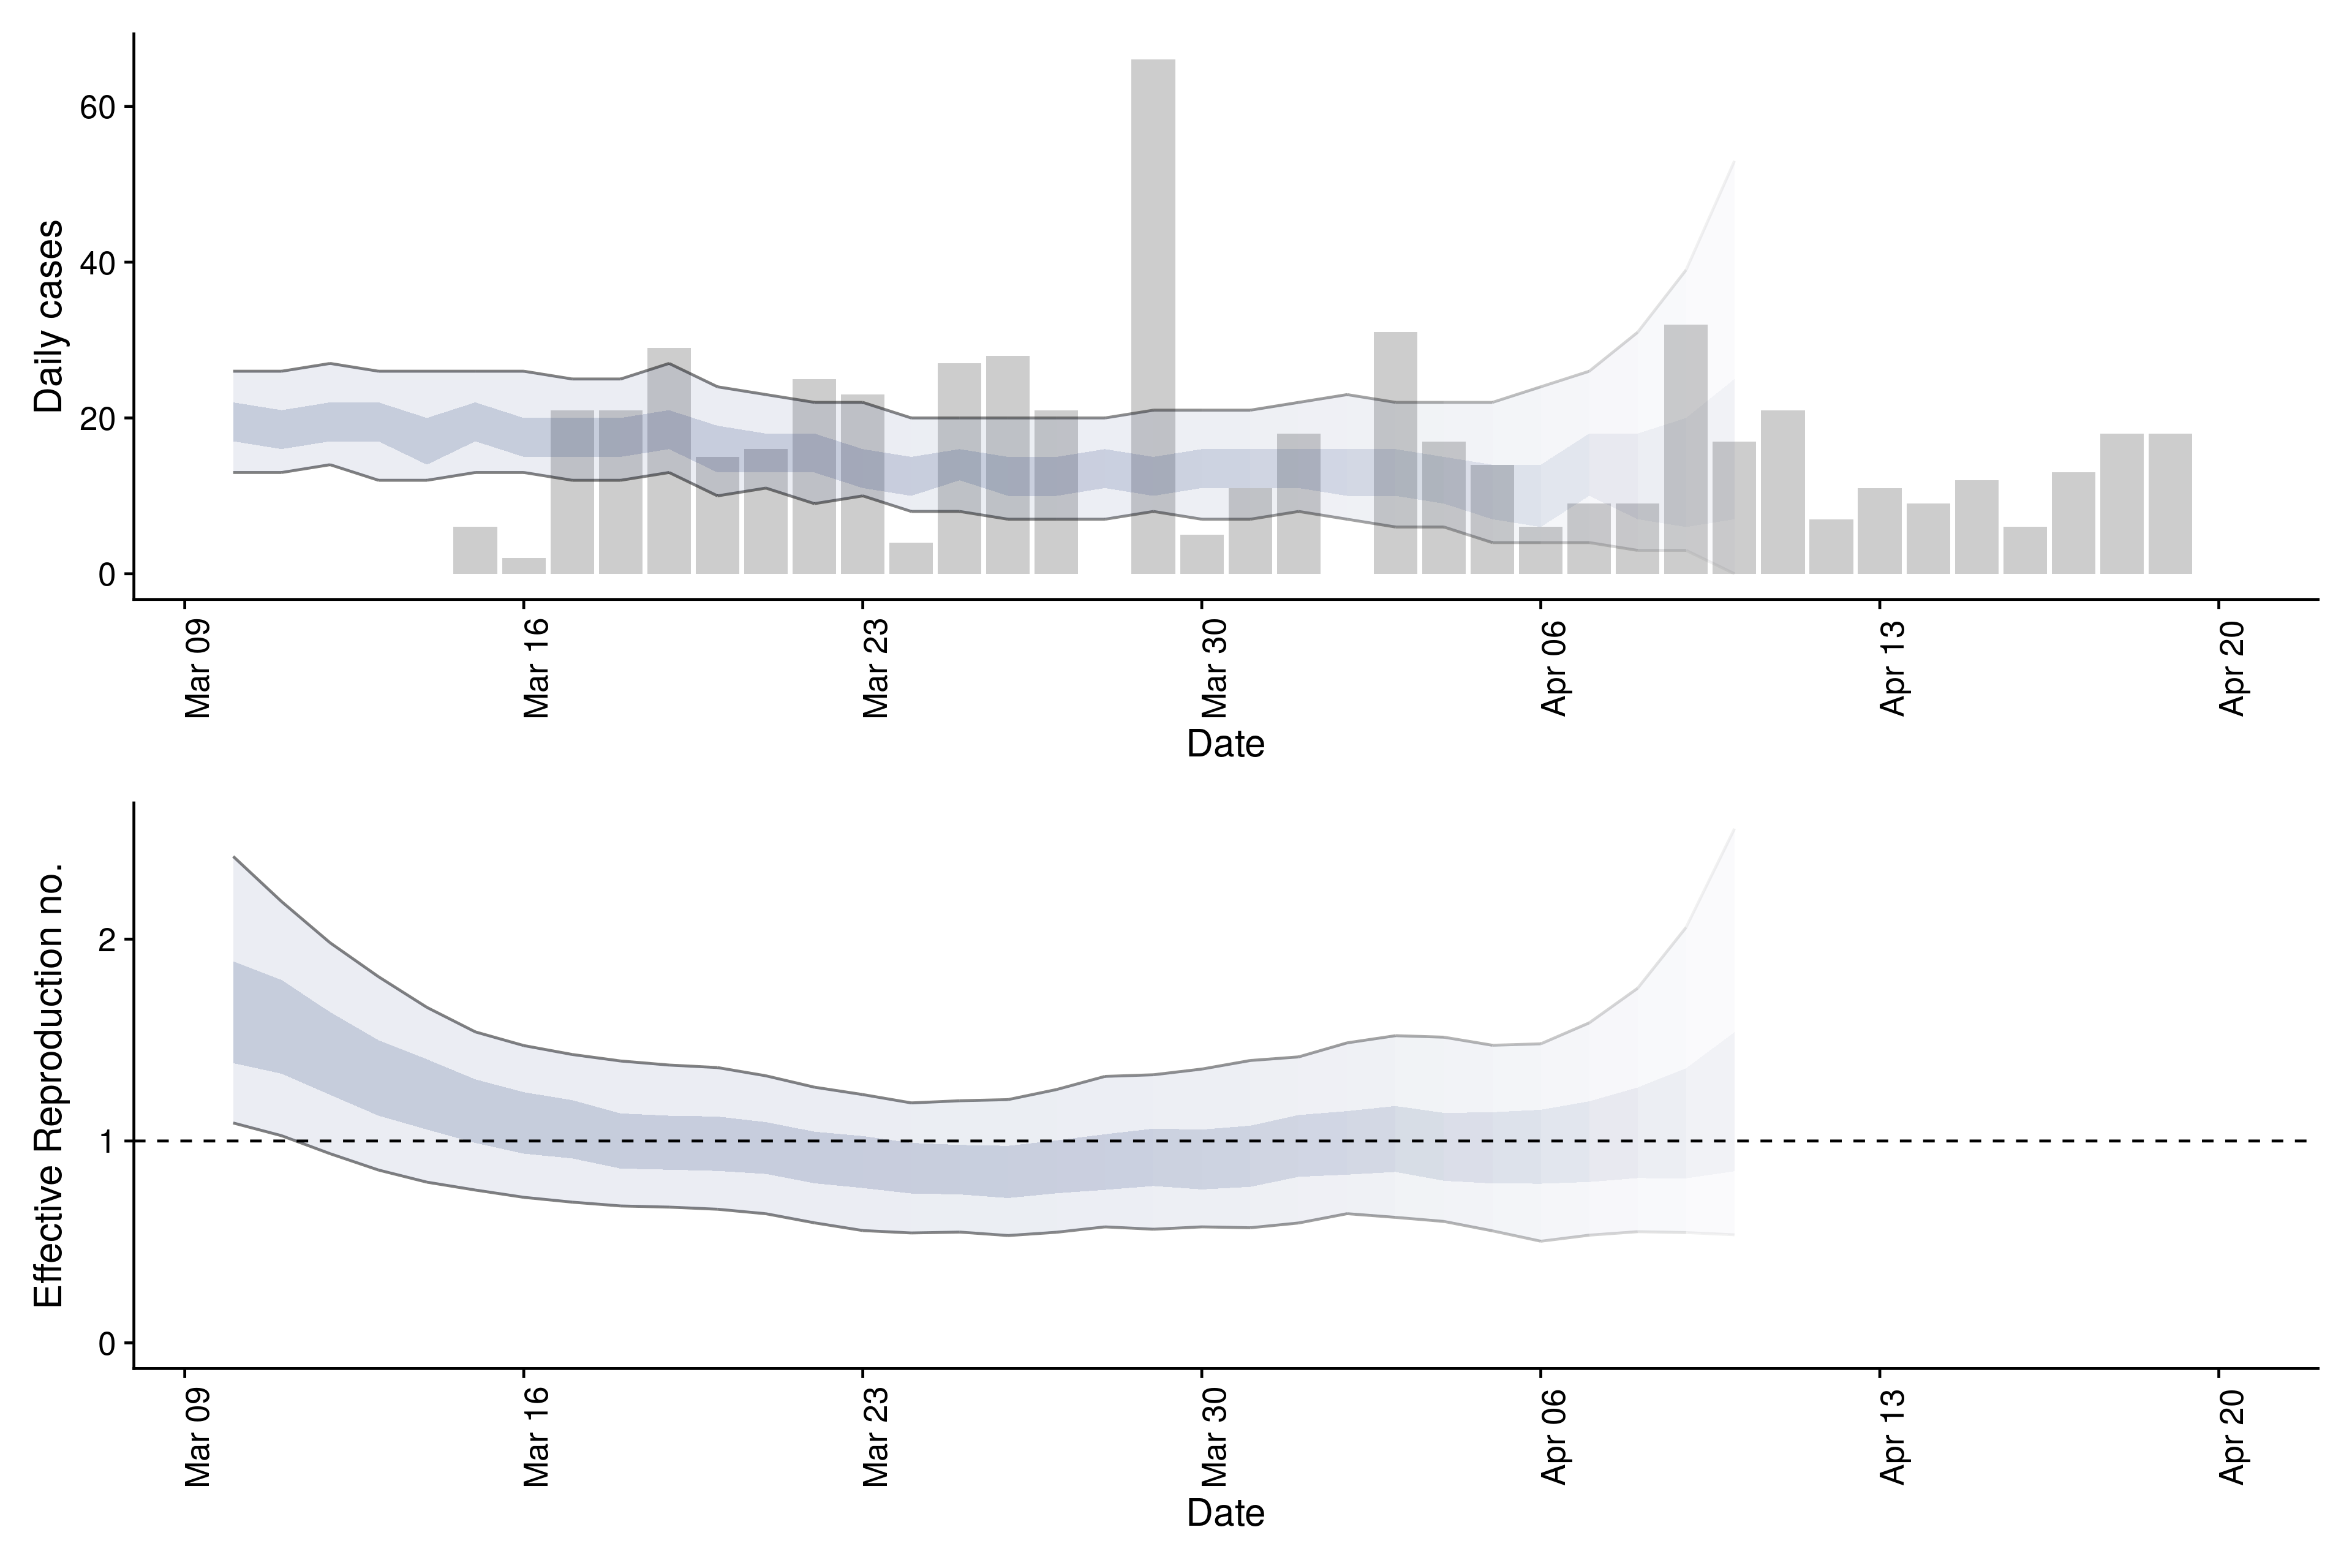 Daily cases
60
40
20
0
Mar 09
Mar 16
Mar 23
Mar 30
Apr 06
Apr 13
Apr 20
Date
Effective Reproduction no.
2
1
0
Mar 09
Mar 16
Mar 23
Mar 30
Apr 06
Apr 13
Apr 20
Date